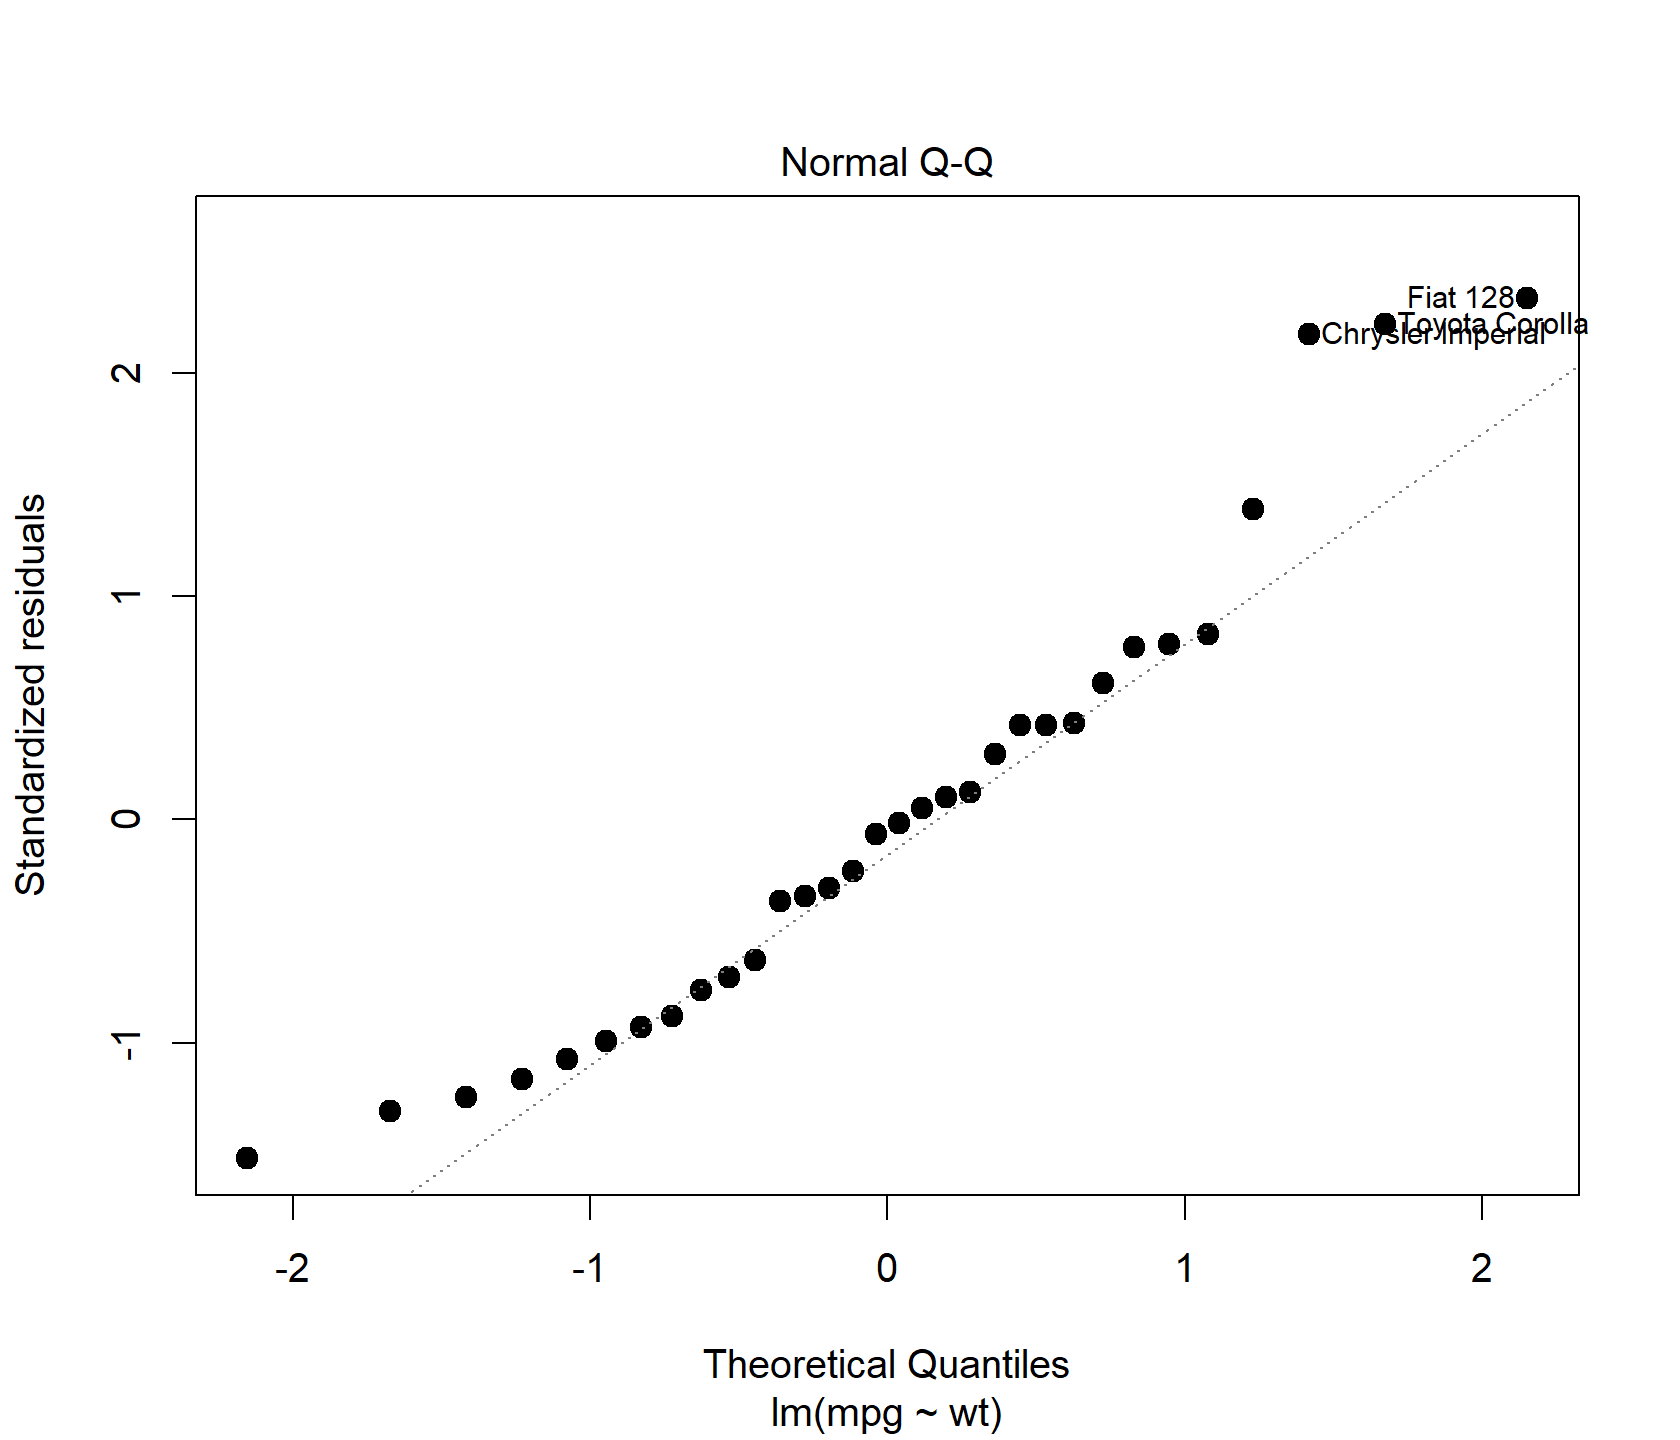 Normal Q-Q
Fiat 128
Toyota Corolla
Chrysler Imperial
Standardized residuals
2
1
0
-1
-2
-1
0
1
2
Theoretical Quantiles
lm(mpg ~ wt)